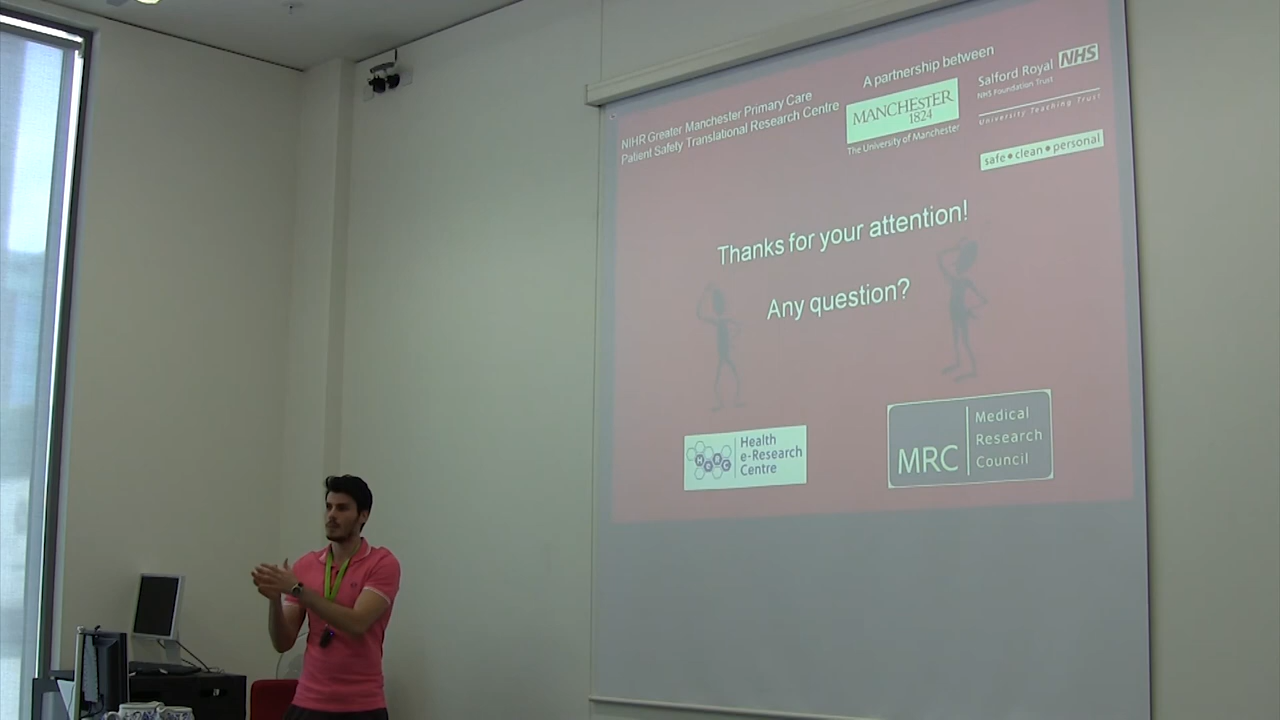 NIHR Greater Manchester Primary Care
Patient Safety Translational Research Centre
A partnership between
MANCHESTER
1824
The University of Manchester
Salford Royal NHS
NHS Foundation Trust
University Teaching Trust
safe • clean • personal
Thanks for your attention!
Any question?
HeRC
Health
e-Research
Centre
MRC
Medical
Research
Council